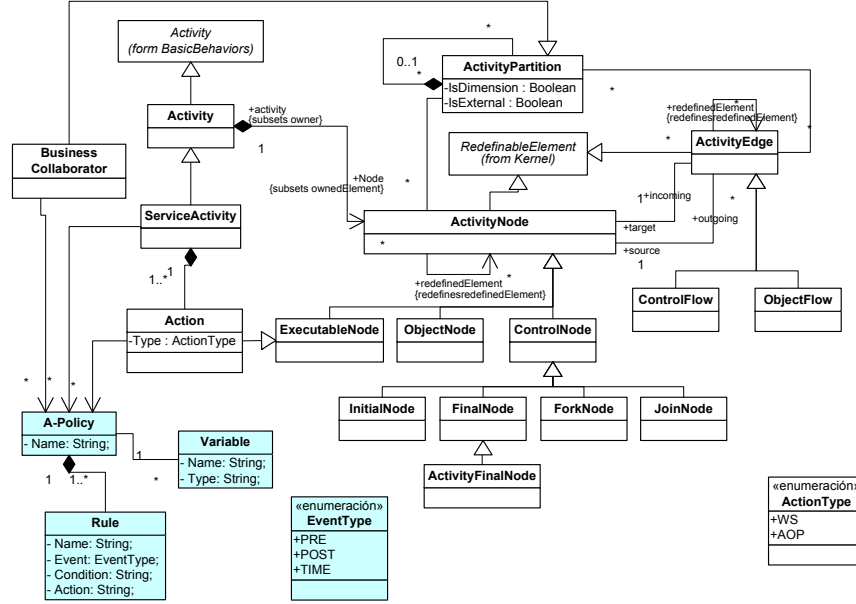 Activity
(form BasicBehaviors)
*
0..1
*
ActivityPartition
-IsDimension : Boolean
-IsExternal : Boolean
*
*
+redefinedElement
{redefinesredefinedElement}
*
*
ActivityEdge
Activity
+activity
{subsets owner}
1
RedefinableElement
(from Kernel)
*
Business
Collaborator
+Node
{subsets ownedElement}
*
1
+incoming
*
ServiceActivity
ActivityNode
*
+target
+outgoing
+source
1
1..*
1
+redefinedElement
{redefinesredefinedElement}
*
ControlFlow
ObjectFlow
Action
-Type : ActionType
ExecutableNode
ObjectNode
ControlNode
*
*
*
InitialNode
FinalNode
ForkNode
JoinNode
A-Policy
- Name: String;
1
*
Variable
- Name: String;
- Type: String;
1
1..*
ActivityFinalNode
Rule
- Name: String;
- Event: EventType;
- Condition: String;
- Action: String;
«enumeración»
EventType
+PRE
+POST
+TIME
«enumeración»
ActionType
+WS
+AOP